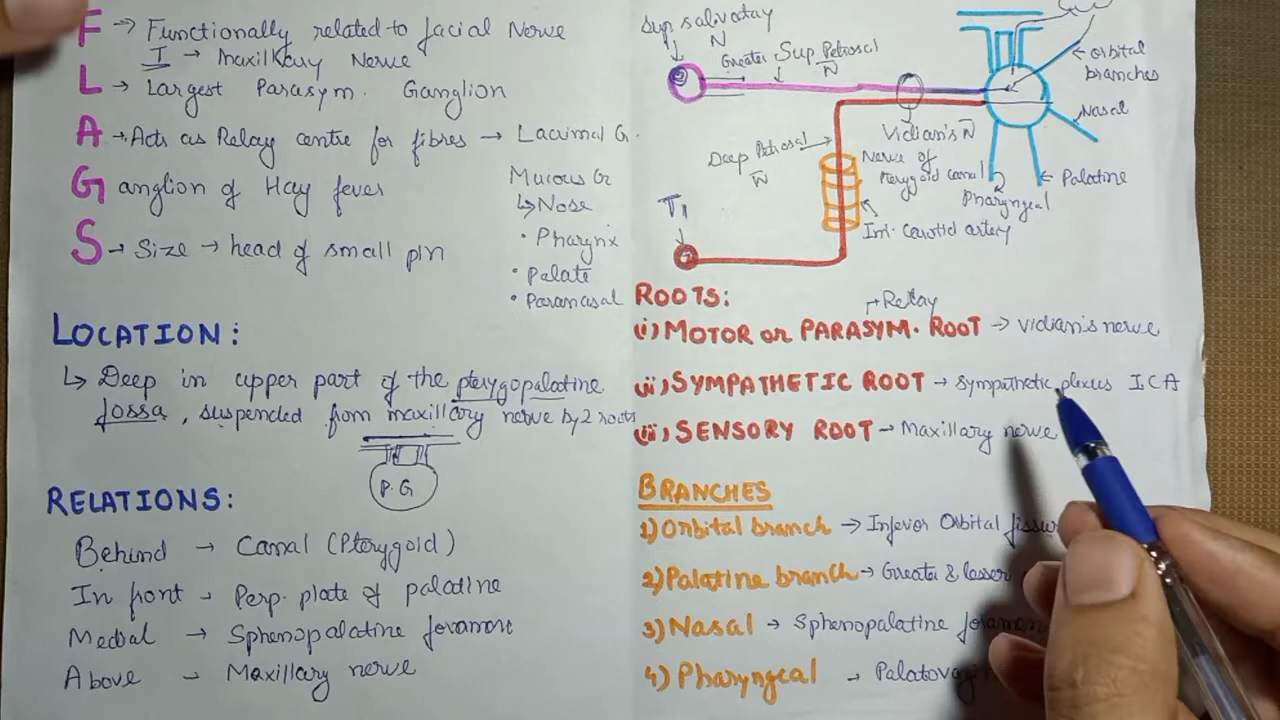 F → Functionally related to facial Nerve
I → Maxillary Nerve
L → Largest Parasym. Ganglion
A → Acts as Relay centre for fibres → Lacrimal G.
Mucous Gr
↳ Nose
• Pharynx
• Palate
• Paranasal
G anglion of Hay fever
S → Size → head of small pin
LOCATION:
↳ Deep in upper part of the pterygopalatine
fossa, suspended from maxillary nerve by 2 roots
P.G
RELATIONS:
Behind → Canal (Pterygoid)
In front - Perp. plate of palatine
Medial → Sphenopalatine foramen
Above - Maxillary nerve
Sup salivatory
N
Greater Sup Petrosal
N
Orbital
branches
Nasal
Palatine
Pharyngeal
Vidian's N
Nerve of
pterygoid canal
Deep Petrosal
N
Int. Carotid artery
T1
ROOTS:
Relay
(i) MOTOR or PARASYM. ROOT → Vidian's nerve
(ii) SYMPATHETIC ROOT → Sympathetic plexus ICA
(iii) SENSORY ROOT → Maxillary nerve
BRANCHES
1) Orbital branch → Inferior Orbital
2) Palatine branch → Greater & lesser
3) Nasal → Sphenopalatine foramen
4) Pharyngeal →